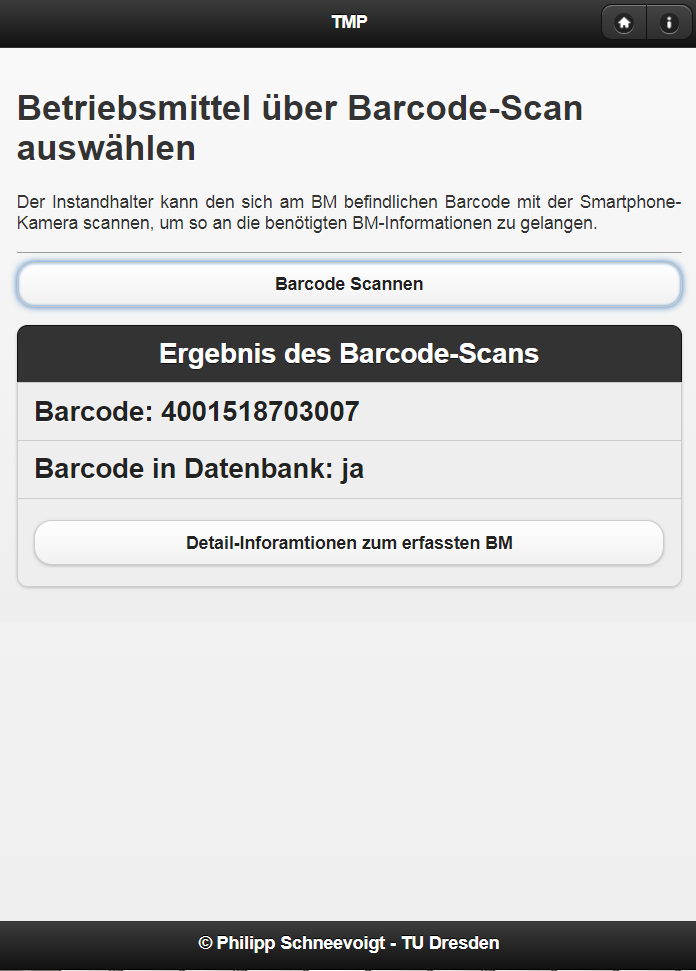 TMP
Betriebsmittel über Barcode-Scan
auswählen
Der Instandhalter kann den sich am BM befindlichen Barcode mit der Smartphone-
Kamera scannen, um so an die benötigten BM-Informationen zu gelangen.
Barcode Scannen
Ergebnis des Barcode-Scans
Barcode: 4001518703007
Barcode in Datenbank: ja
Detail-Inforamtionen zum erfassten BM
© Philipp Schneevoigt - TU Dresden